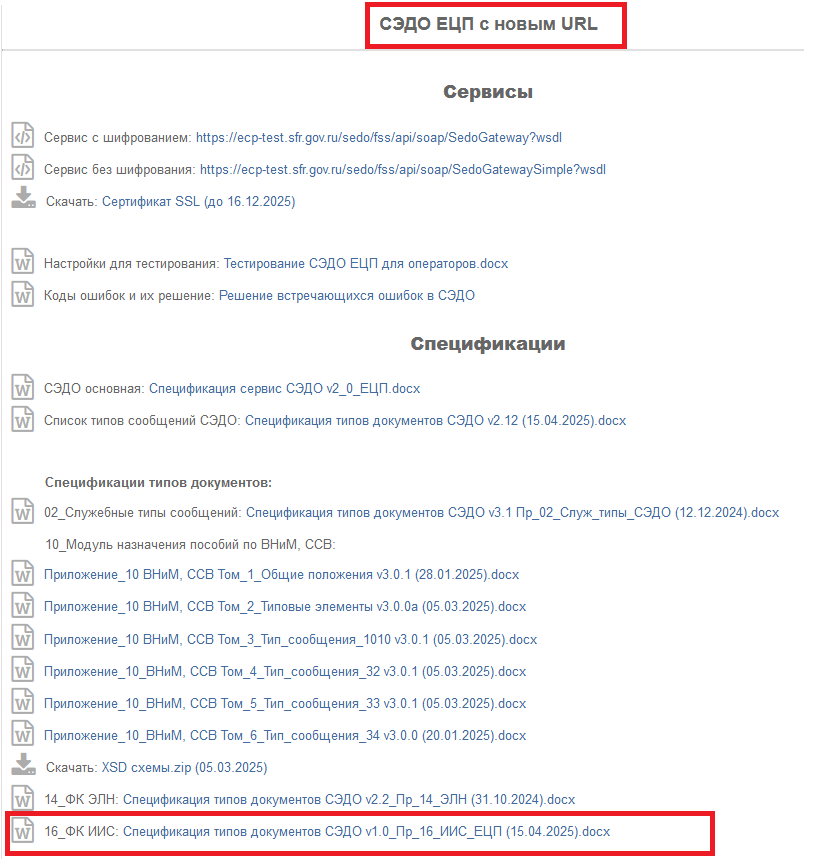 СЭДО ЕЦП с новым URL
Сервисы
Сервис с шифрованием: https://ecp-test.sfr.gov.ru/sedo/fss/api/soap/SedoGateway?wsdl
Сервис без шифрования: https://ecp-test.sfr.gov.ru/sedo/fss/api/soap/SedoGatewaySimple?wsdl
Скачать: Сертификат SSL (до 16.12.2025)
Настройки для тестирования: Тестирование СЭДО ЕЦП для операторов.docx
Коды ошибок и их решение: Решение встречающихся ошибок в СЭДО
Спецификации
СЭДО основная: Спецификация сервис СЭДО v2_0_ЕЦП.docx
Список типов сообщений СЭДО: Спецификация типов документов СЭДО v2.12 (15.04.2025).docx
Спецификации типов документов:
02_Служебные типы сообщений: Спецификация типов документов СЭДО v3.1 Пр_02_Служ_типы_СЭДО (12.12.2024).docx
10_Модуль назначения пособий по ВНиМ, ССВ:
Приложение_10 ВНиМ, ССВ Том_1_Общие положения v3.0.1 (28.01.2025).docx
Приложение_10 ВНиМ, ССВ Том_2_Типовые элементы v3.0.0a (05.03.2025).docx
Приложение_10 ВНиМ, ССВ Том_3_Тип_сообщения_1010 v3.0.1 (05.03.2025).docx
Приложение_10_ВНиМ, ССВ Том_4_Тип_сообщения_32 v3.0.1 (05.03.2025).docx
Приложение_10_ВНиМ, ССВ Том_5_Тип_сообщения_33 v3.0.1 (05.03.2025).docx
Приложение_10_ВНиМ, ССВ Том_6_Тип_сообщения_34 v3.0.0 (20.01.2025).docx
Скачать: XSD схемы.zip (05.03.2025)
14_ФК ЭЛН: Спецификация типов документов СЭДО v2.2_Пр_14_ЭЛН (31.10.2024).docx
16_ФК ИИС: Спецификация типов документов СЭДО v1.0_Пр_16_ИИС_ЕЦП (15.04.2025).docx